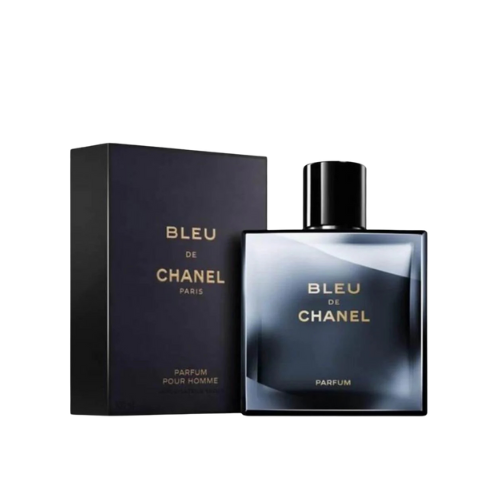 BLEU
DE
CHANEL
PARIS
PARFUM
POUR HOMME
BLEU
DE
CHANEL
PARFUM